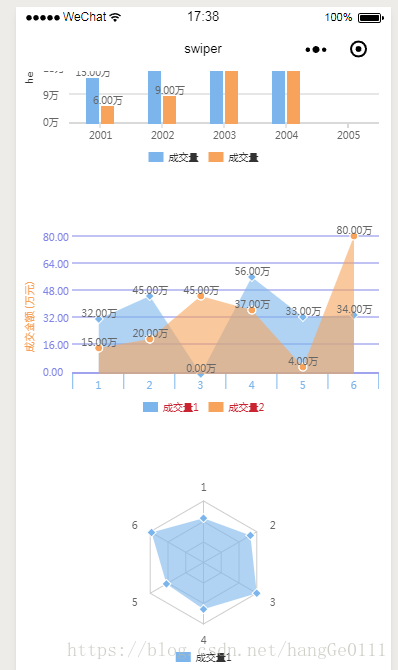 WeChat 17:38 100%
swiper
15.00万
9万 6.00万 9.00万
0万
2001 2002 2003 2004 2005
成交量 成交量
80.00 80.00万
64.00 56.00万
48.00 45.00万 45.00万
32.00 32.00万 37.00万 33.00万 34.00万
16.00 15.00万 20.00万
0.00 0.00万 4.00万
成交金额 (万元)
1 2 3 4 5 6
成交量1 成交量2
1
6 2
5 3
4
https://blog.csdn.net/hangGe0111
成交量1